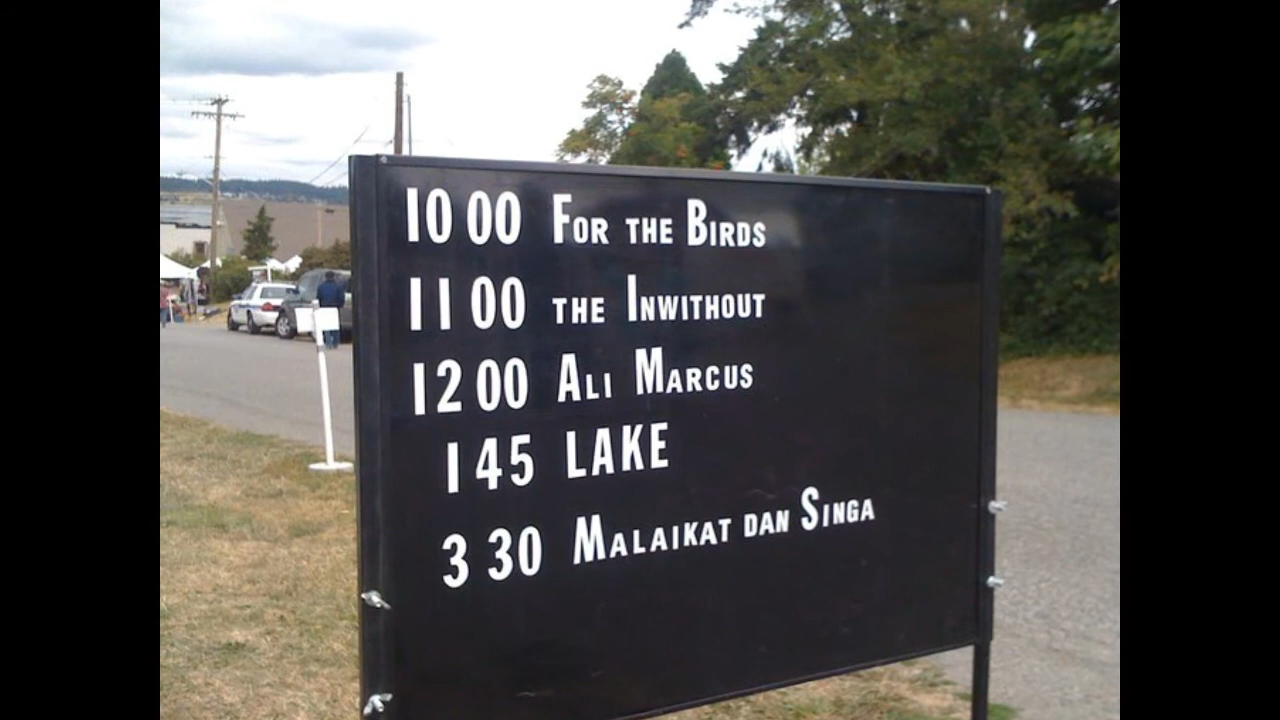 10 00 For the Birds
11 00 the Inwithout
12 00 Ali Marcus
1 45 LAKE
3 30 Malaikat dan Singa